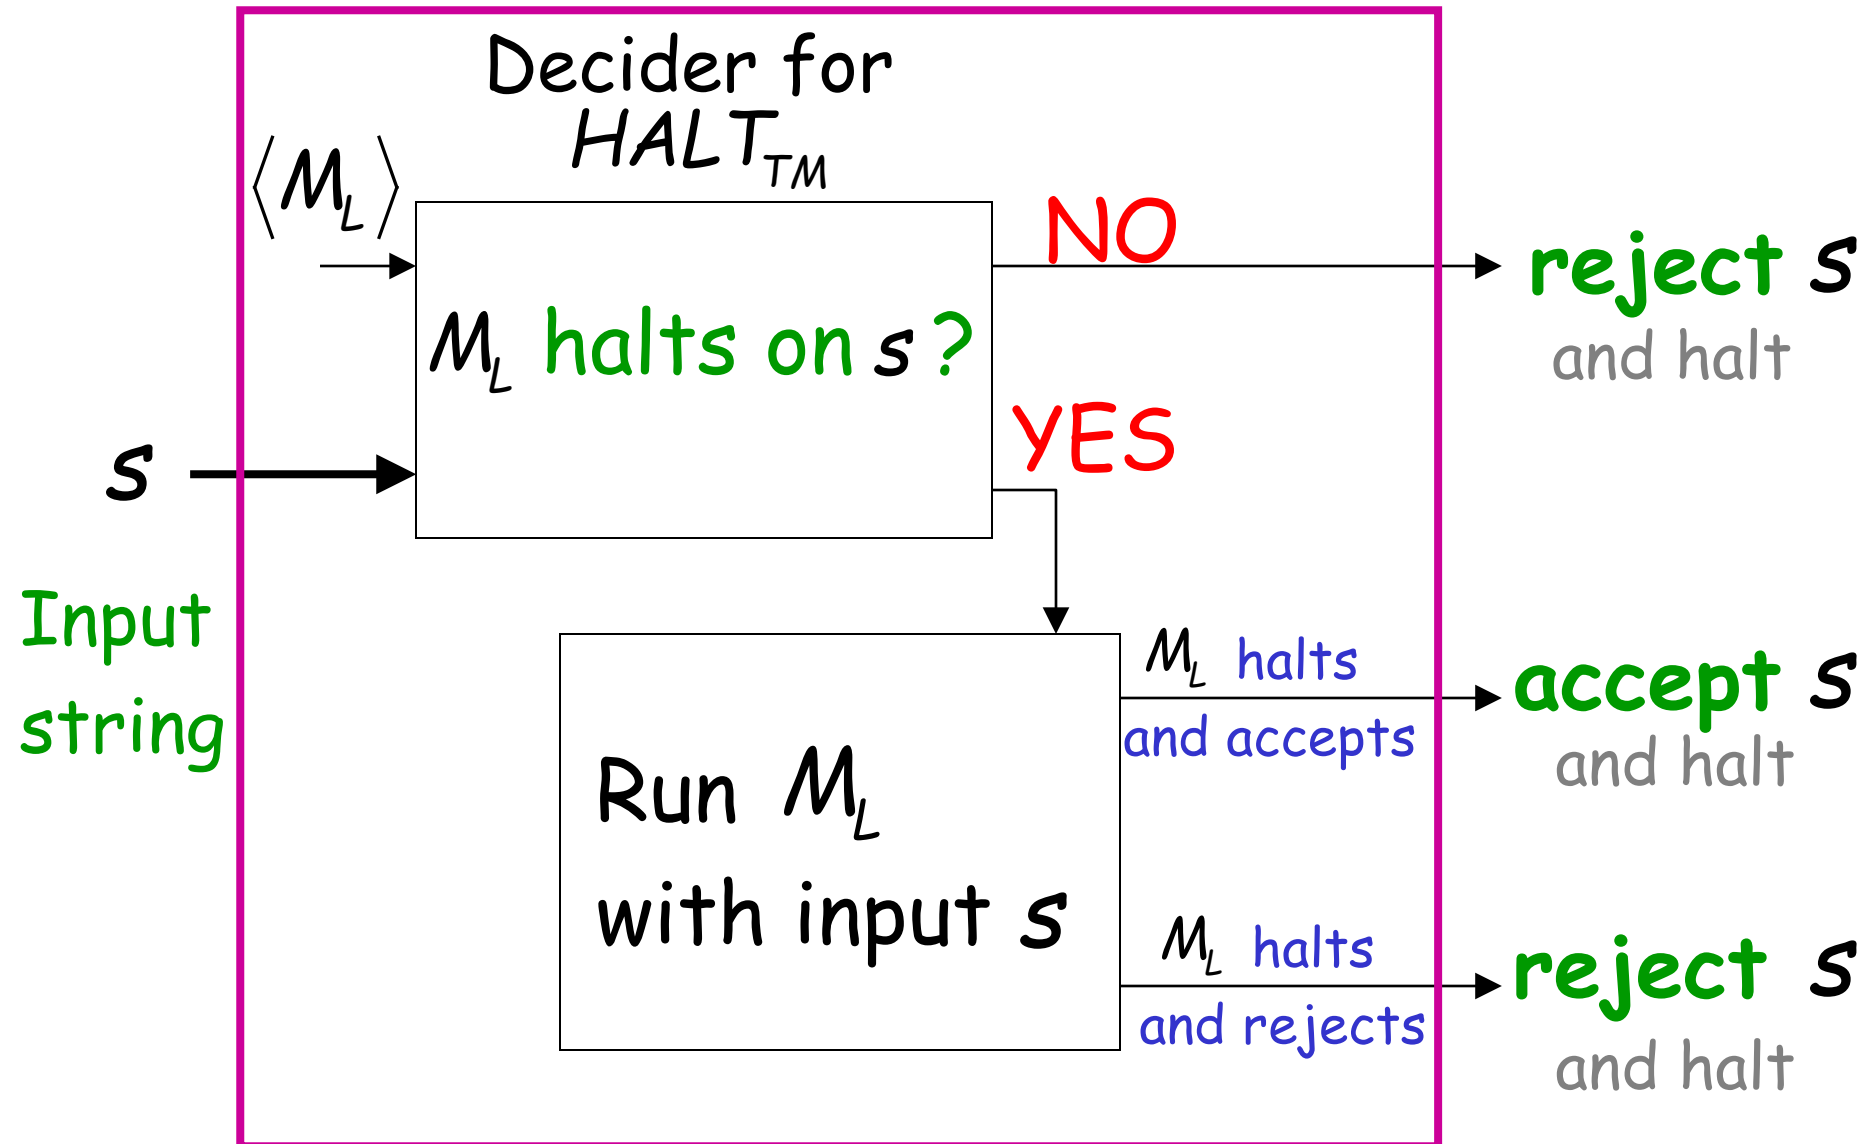 Decider for
HALT_TM
⟨M_L⟩
NO
reject s
and halt
M_L halts on s ?
YES
s
Input
string
M_L halts
and accepts
accept s
and halt
Run M_L
with input s
M_L halts
and rejects
reject s
and halt